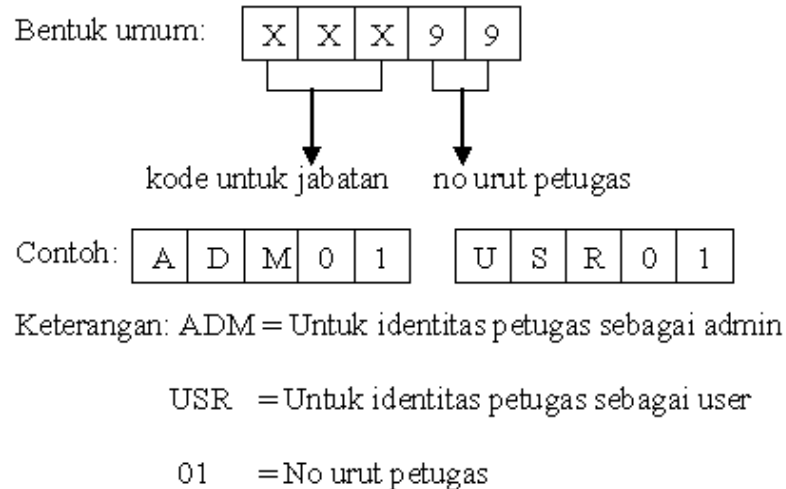 Bentuk umum: X X X 9 9
kode untuk jabatan no urut petugas
Contoh: A D M 0 1 U S R 0 1
Keterangan: ADM = Untuk identitas petugas sebagai admin
USR = Untuk identitas petugas sebagai user
01 = No urut petugas